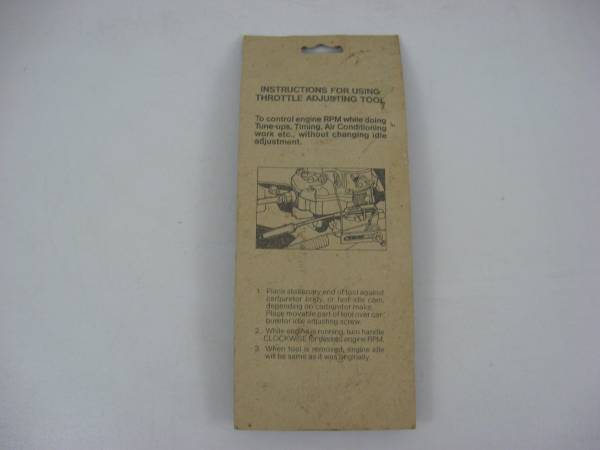 INSTRUCTIONS FOR USING
THROTTLE ADJUSTING TOOL
To control engine RPM while doing
Tune-ups, Timing, Air Conditioning
work etc., without changing idle
adjustment.
1. Place stationary end of tool against
carburetor body, or fast idle cam,
depending on carburetor make.
Place movable part of tool over car-
buretor idle adjusting screw.
2. While engine is running, turn handle
CLOCKWISE for desired engine RPM.
3. When tool is removed, engine idle
will be same as it was originally.